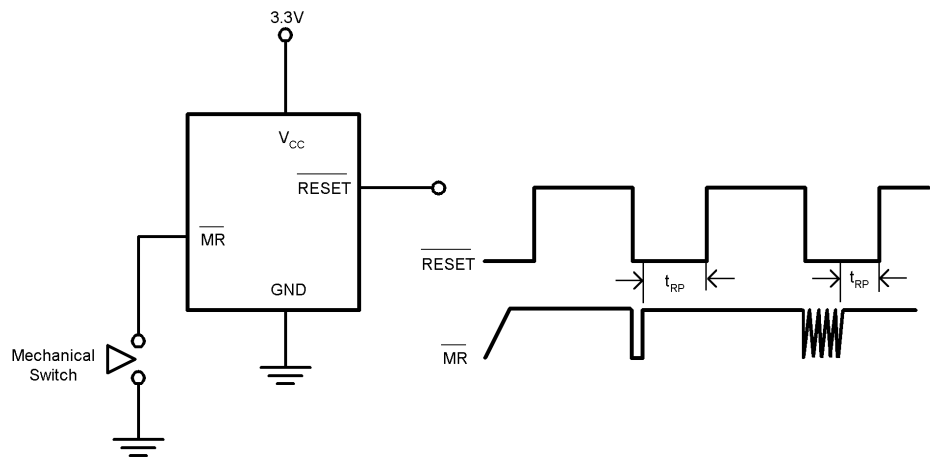 3.3V
VCC
RESET
MR
GND
Mechanical
Switch
RESET
tRP
tRP
MR